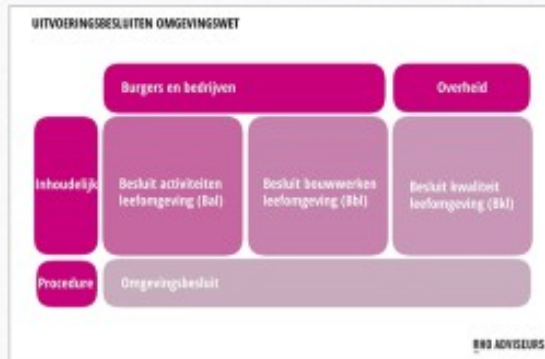 UITVOERINGSBESLUITEN OMGEVINGSWET
Burgers en bedrijven
Overheid
Inhoudelijk
Besluit activiteiten
leefomgeving (Bal)
Besluit bouwwerken
leefomgeving (Bbl)
Besluit kwaliteit
leefomgeving (Bkl)
Procedure
Omgevingsbesluit
RHO ADVISEURS